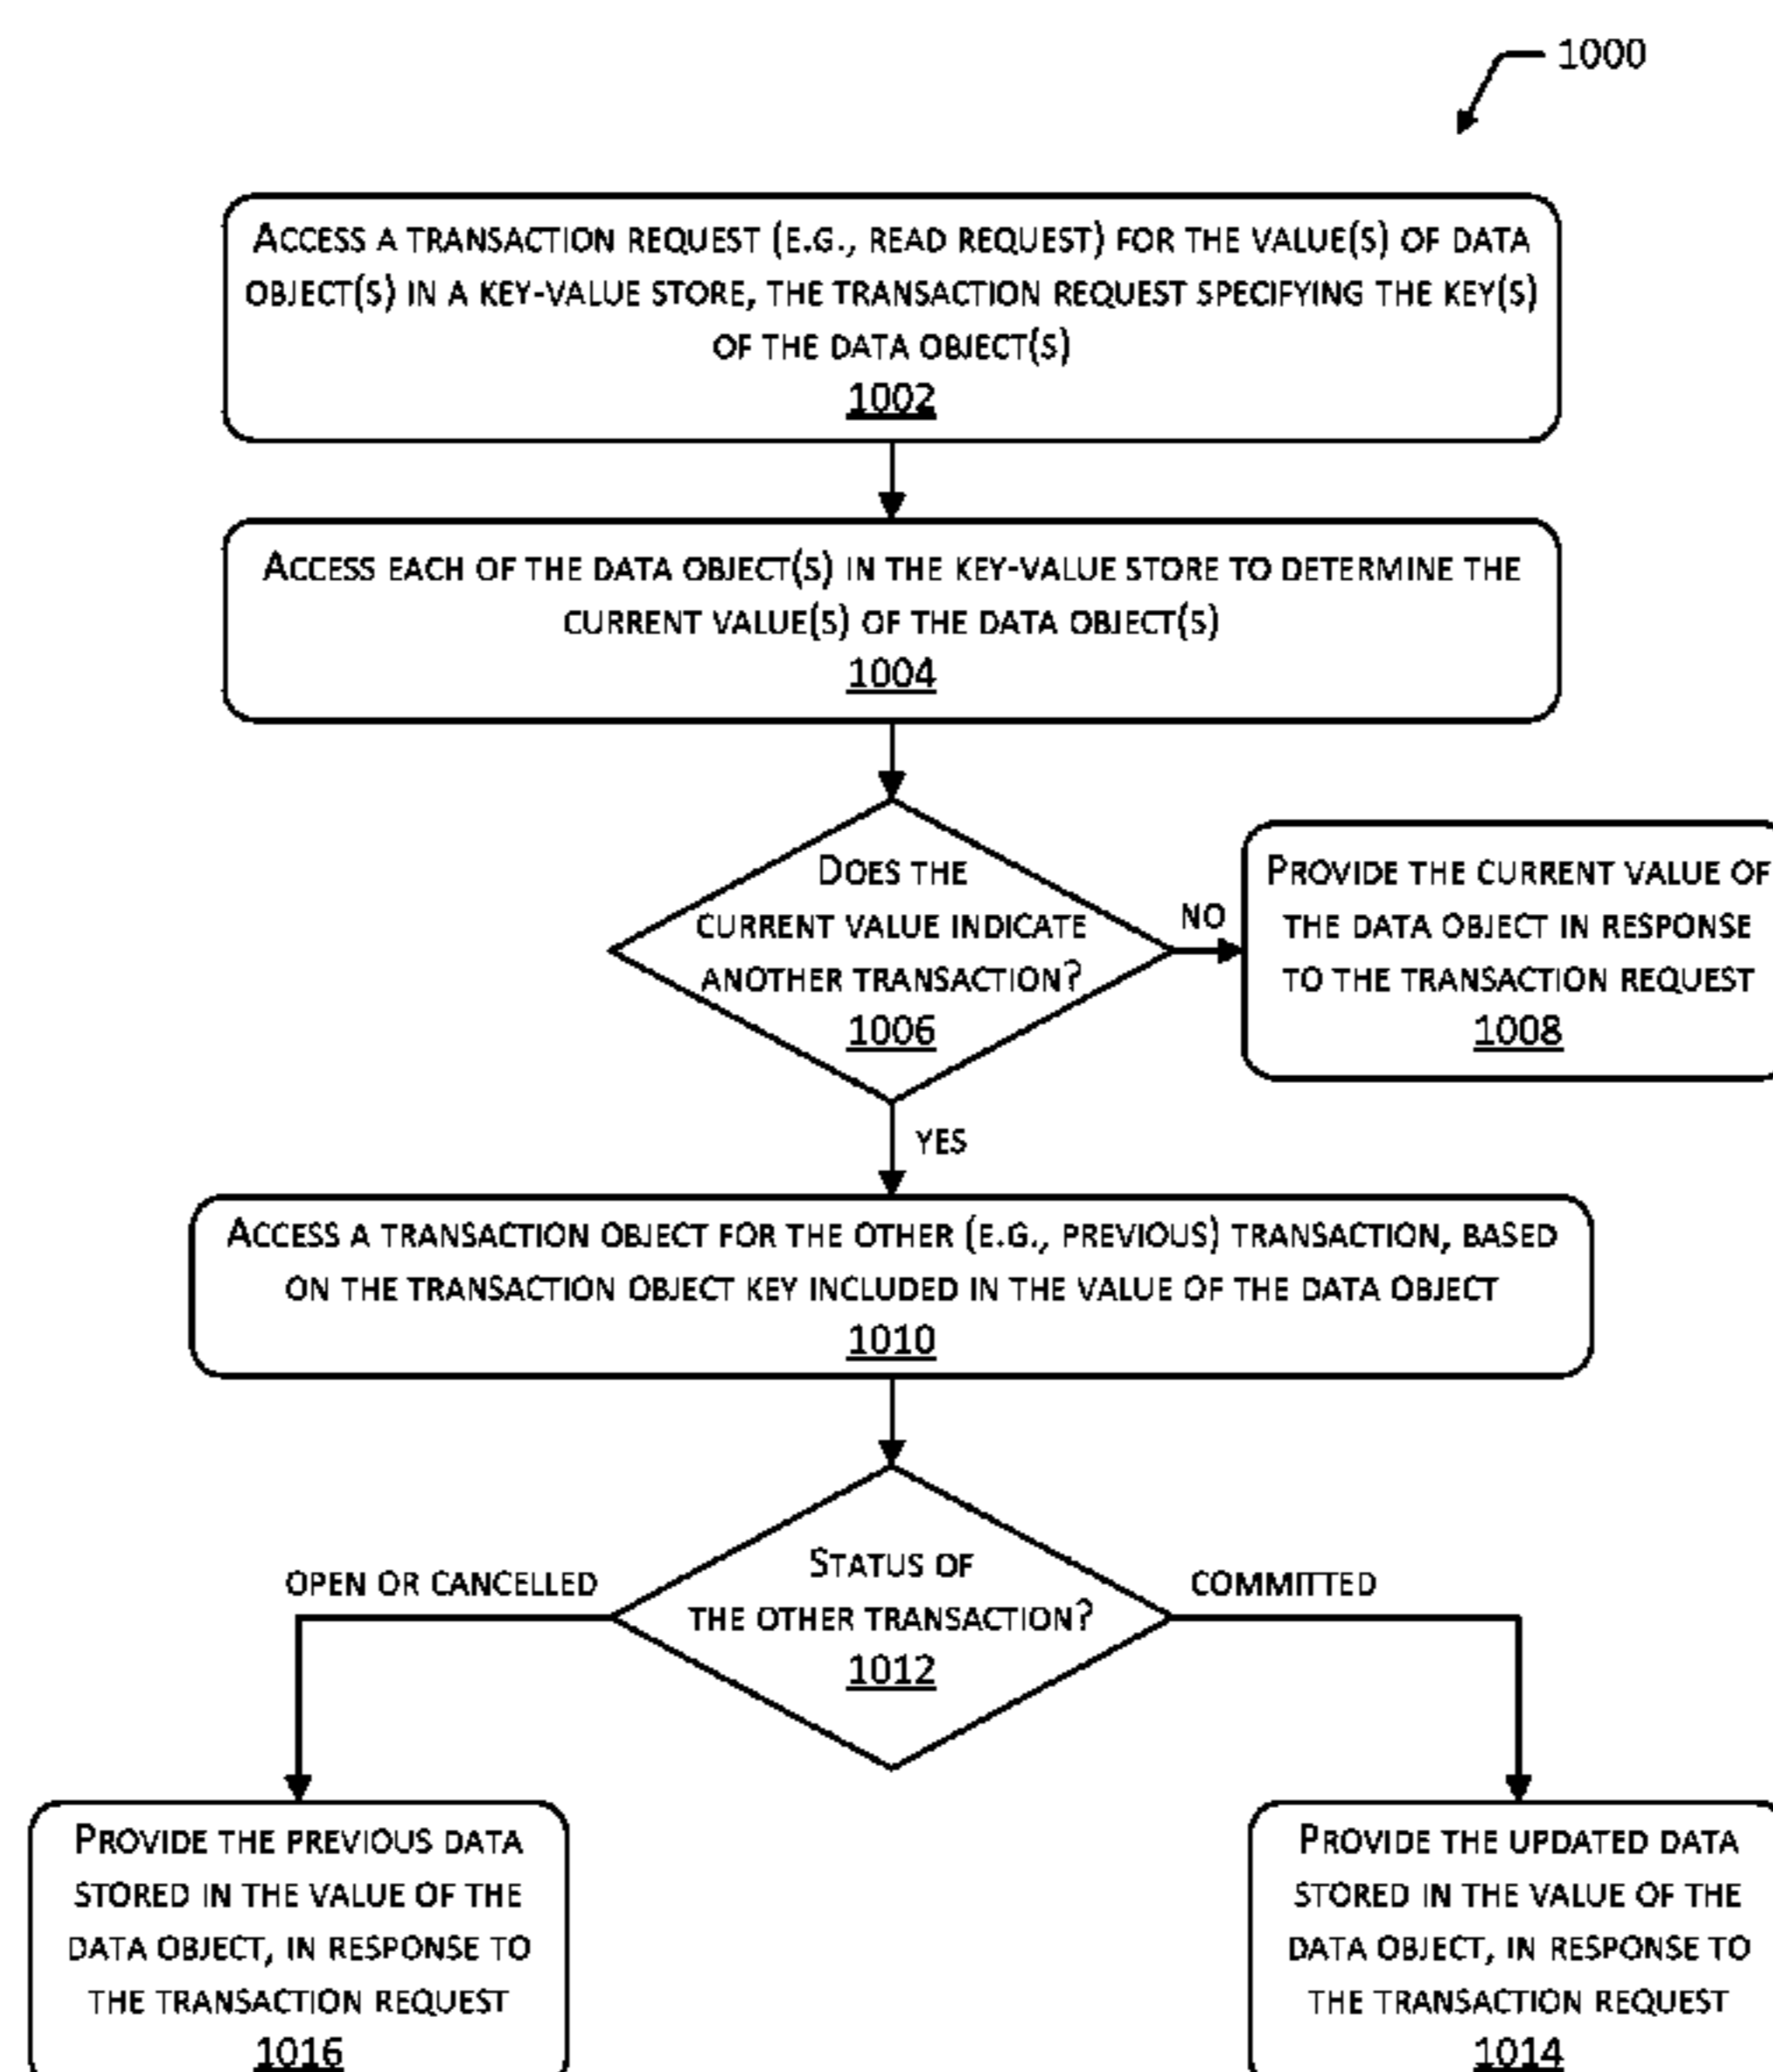 1000
ACCESS A TRANSACTION REQUEST (E.G., READ REQUEST) FOR THE VALUE(S) OF DATA
OBJECT(S) IN A KEY-VALUE STORE, THE TRANSACTION REQUEST SPECIFYING THE KEY(S)
OF THE DATA OBJECT(S)
1002
ACCESS EACH OF THE DATA OBJECT(S) IN THE KEY-VALUE STORE TO DETERMINE THE
CURRENT VALUE(S) OF THE DATA OBJECT(S)
1004
DOES THE
CURRENT VALUE INDICATE
ANOTHER TRANSACTION?
1006
NO
PROVIDE THE CURRENT VALUE OF
THE DATA OBJECT IN RESPONSE
TO THE TRANSACTION REQUEST
1008
YES
ACCESS A TRANSACTION OBJECT FOR THE OTHER (E.G., PREVIOUS) TRANSACTION, BASED
ON THE TRANSACTION OBJECT KEY INCLUDED IN THE VALUE OF THE DATA OBJECT
1010
STATUS OF
THE OTHER TRANSACTION?
1012
OPEN OR CANCELLED
COMMITTED
PROVIDE THE PREVIOUS DATA
STORED IN THE VALUE OF THE
DATA OBJECT, IN RESPONSE TO
THE TRANSACTION REQUEST
1016
PROVIDE THE UPDATED DATA
STORED IN THE VALUE OF THE
DATA OBJECT, IN RESPONSE TO
THE TRANSACTION REQUEST
1014